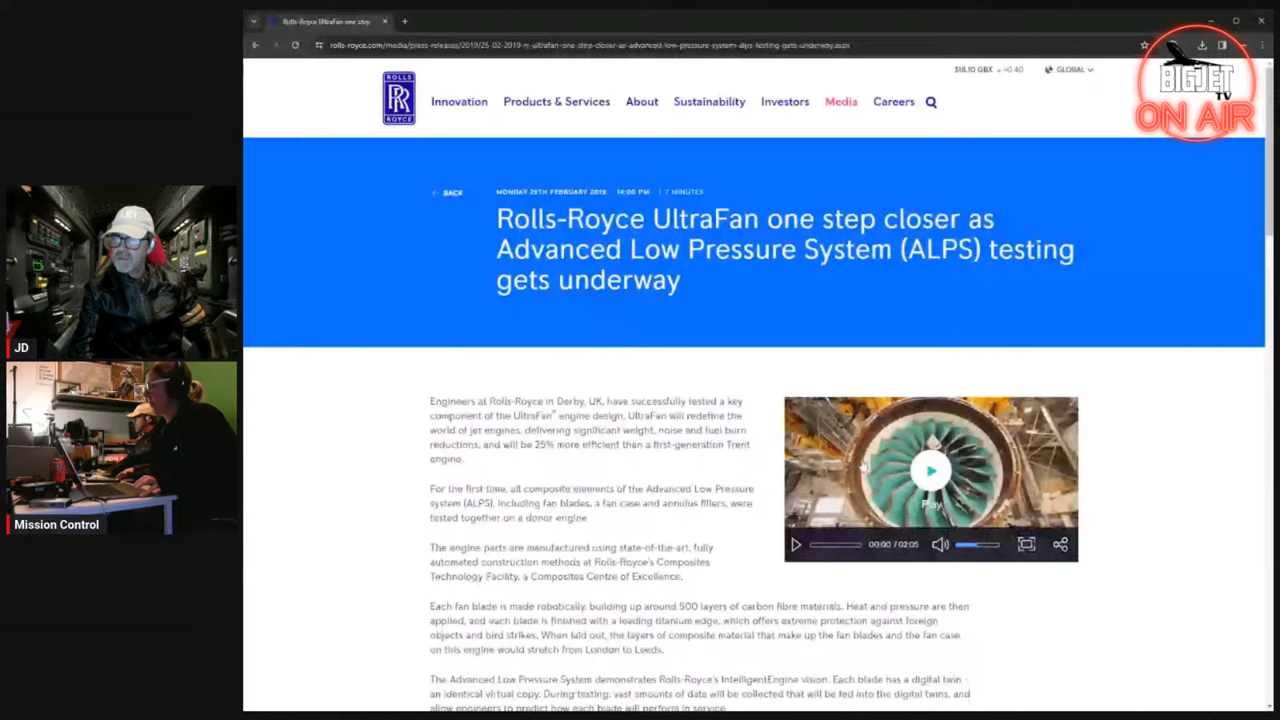 Rolls-Royce UltraFan one step
rolls-royce.com/media/press-releases/2019/25-02-2019-rr-ultrafan-one-step-closer-as-advanced-low-pressure-system-alps-testing-gets-underway.aspx
BIGJET
TV
ON AIR
318.10 GBX +0.40
GLOBAL
ROLLS
RR
ROYCE
Innovation Products & Services About Sustainability Investors Media Careers
BACK
MONDAY 25TH FEBRUARY 2019 14:00 PM | 7 MINUTES
Rolls-Royce UltraFan one step closer as
Advanced Low Pressure System (ALPS) testing
gets underway
JD
Mission Control
Engineers at Rolls-Royce in Derby, UK, have successfully tested a key
component of the UltraFan® engine design. UltraFan will redefine the
world of jet engines, delivering significant weight, noise and fuel burn
reductions, and will be 25% more efficient than a first-generation Trent
engine.
For the first time, all composite elements of the Advanced Low Pressure
system (ALPS), including fan blades, a fan case and annulus fillers, were
tested together on a donor engine
The engine parts are manufactured using state-of-the-art, fully
automated construction methods at Rolls-Royce's Composites
Technology Facility, a Composites Centre of Excellence.
Play
00:00 / 02:05
Each fan blade is made robotically, building up around 500 layers of carbon fibre materials. Heat and pressure are then
applied, and each blade is finished with a leading titanium edge, which offers extreme protection against foreign
objects and bird strikes. When laid out, the layers of composite material that make up the fan blades and the fan case
on this engine would stretch from London to Leeds.
The Advanced Low Pressure System demonstrates Rolls-Royce's IntelligentEngine vision. Each blade has a digital twin -
an identical virtual copy. During testing, vast amounts of data will be collected that will be fed into the digital twins, and
allow engineers to predict how each blade will perform in service.